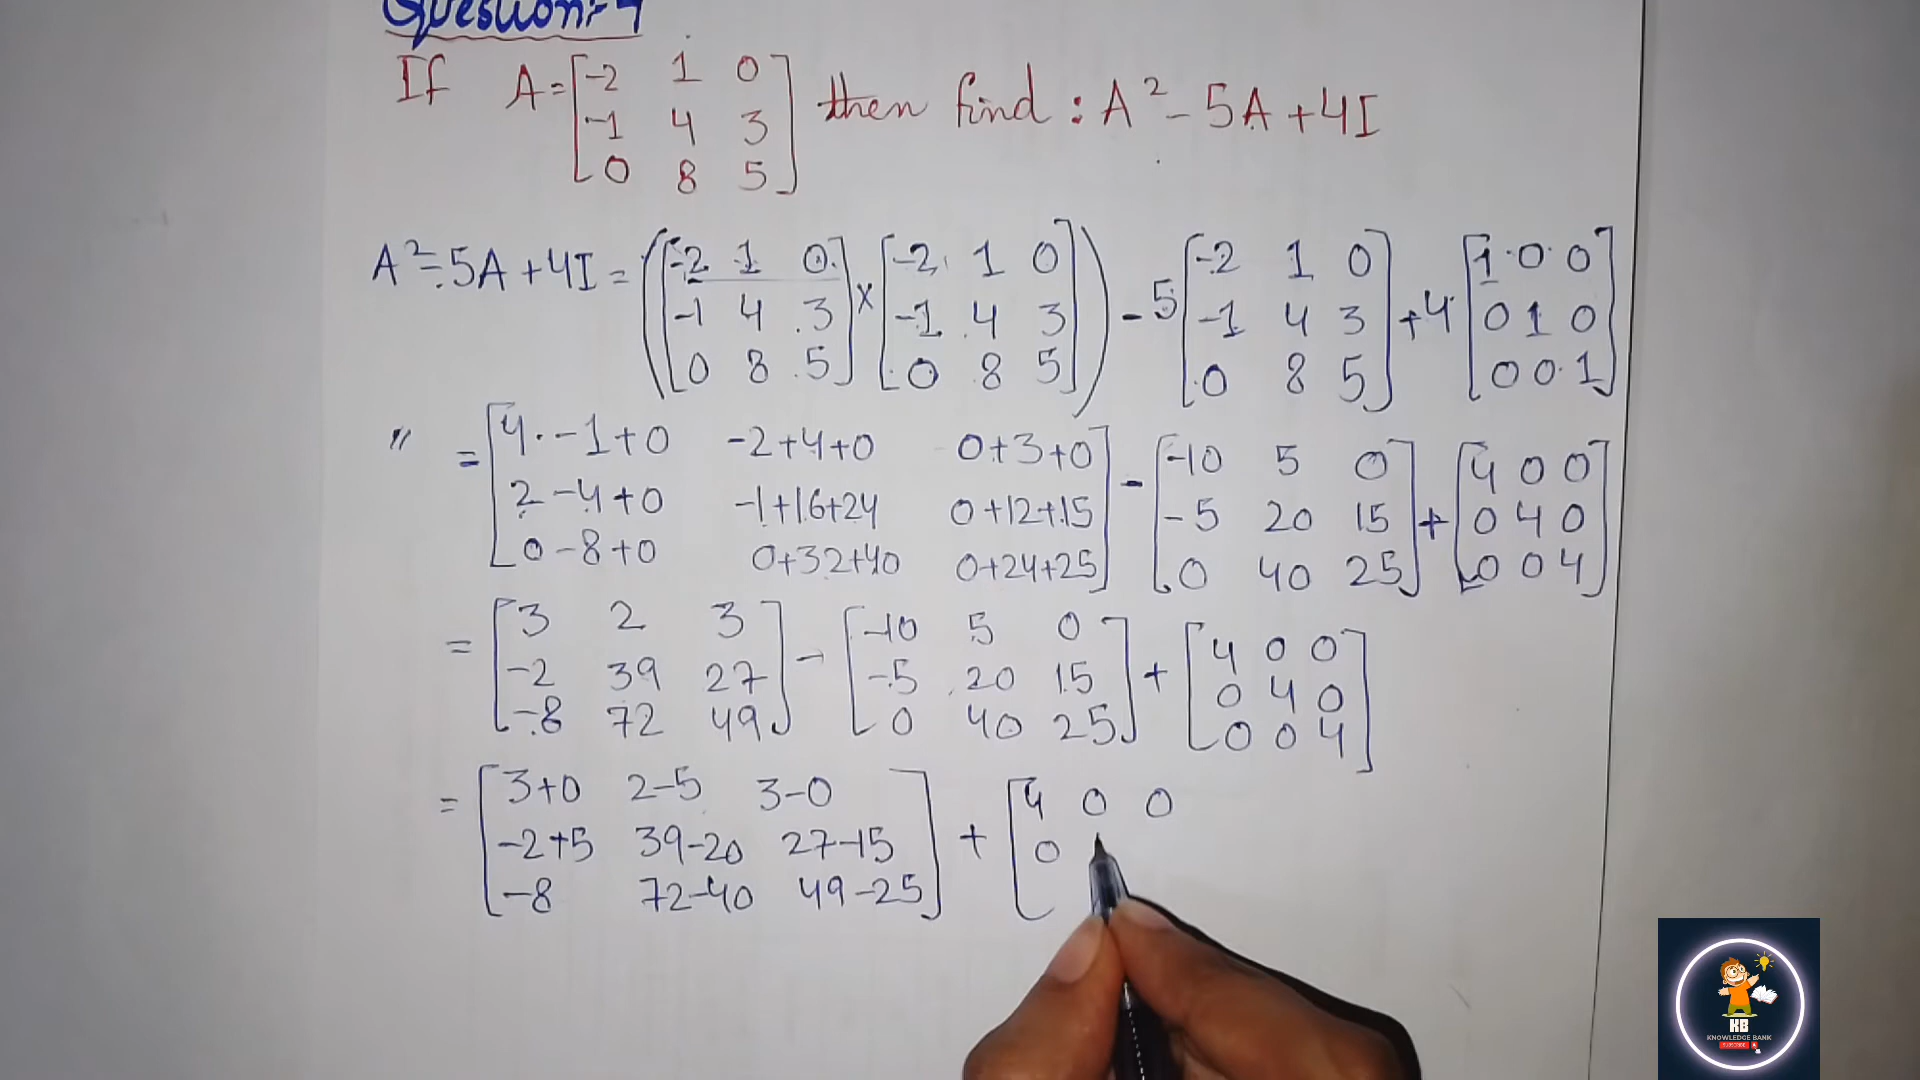 Question:-4
If A = [-2 1 0 then find : A² - 5A + 4I
-1 4 3
0 8 5]
A² - 5A + 4I = ([-2 1 0 × [-2 1 0 ) - 5 [-2 1 0 + 4 [1 0 0
-1 4 3 -1 4 3 -1 4 3 0 1 0
0 8 5] 0 8 5] 0 8 5] 0 0 1]
" = [4 - 1 + 0 -2+4+0 0+3+0 - [-10 5 0 + [4 0 0
2 - 4 + 0 -1+16+24 0+12+15 -5 20 15 0 4 0
0 - 8 + 0 0+32+40 0+24+25] 0 40 25] 0 0 4]
= [3 2 3 - [-10 5 0 + [4 0 0
-2 39 27 -5 20 15 0 4 0
-8 72 49] 0 40 25] 0 0 4]
= [3+0 2-5 3-0 + [4 0 0
-2+5 39-20 27-15 0
-8 72-40 49-25]
KB
KNOWLEDGE BANK
SUBSCRIBE